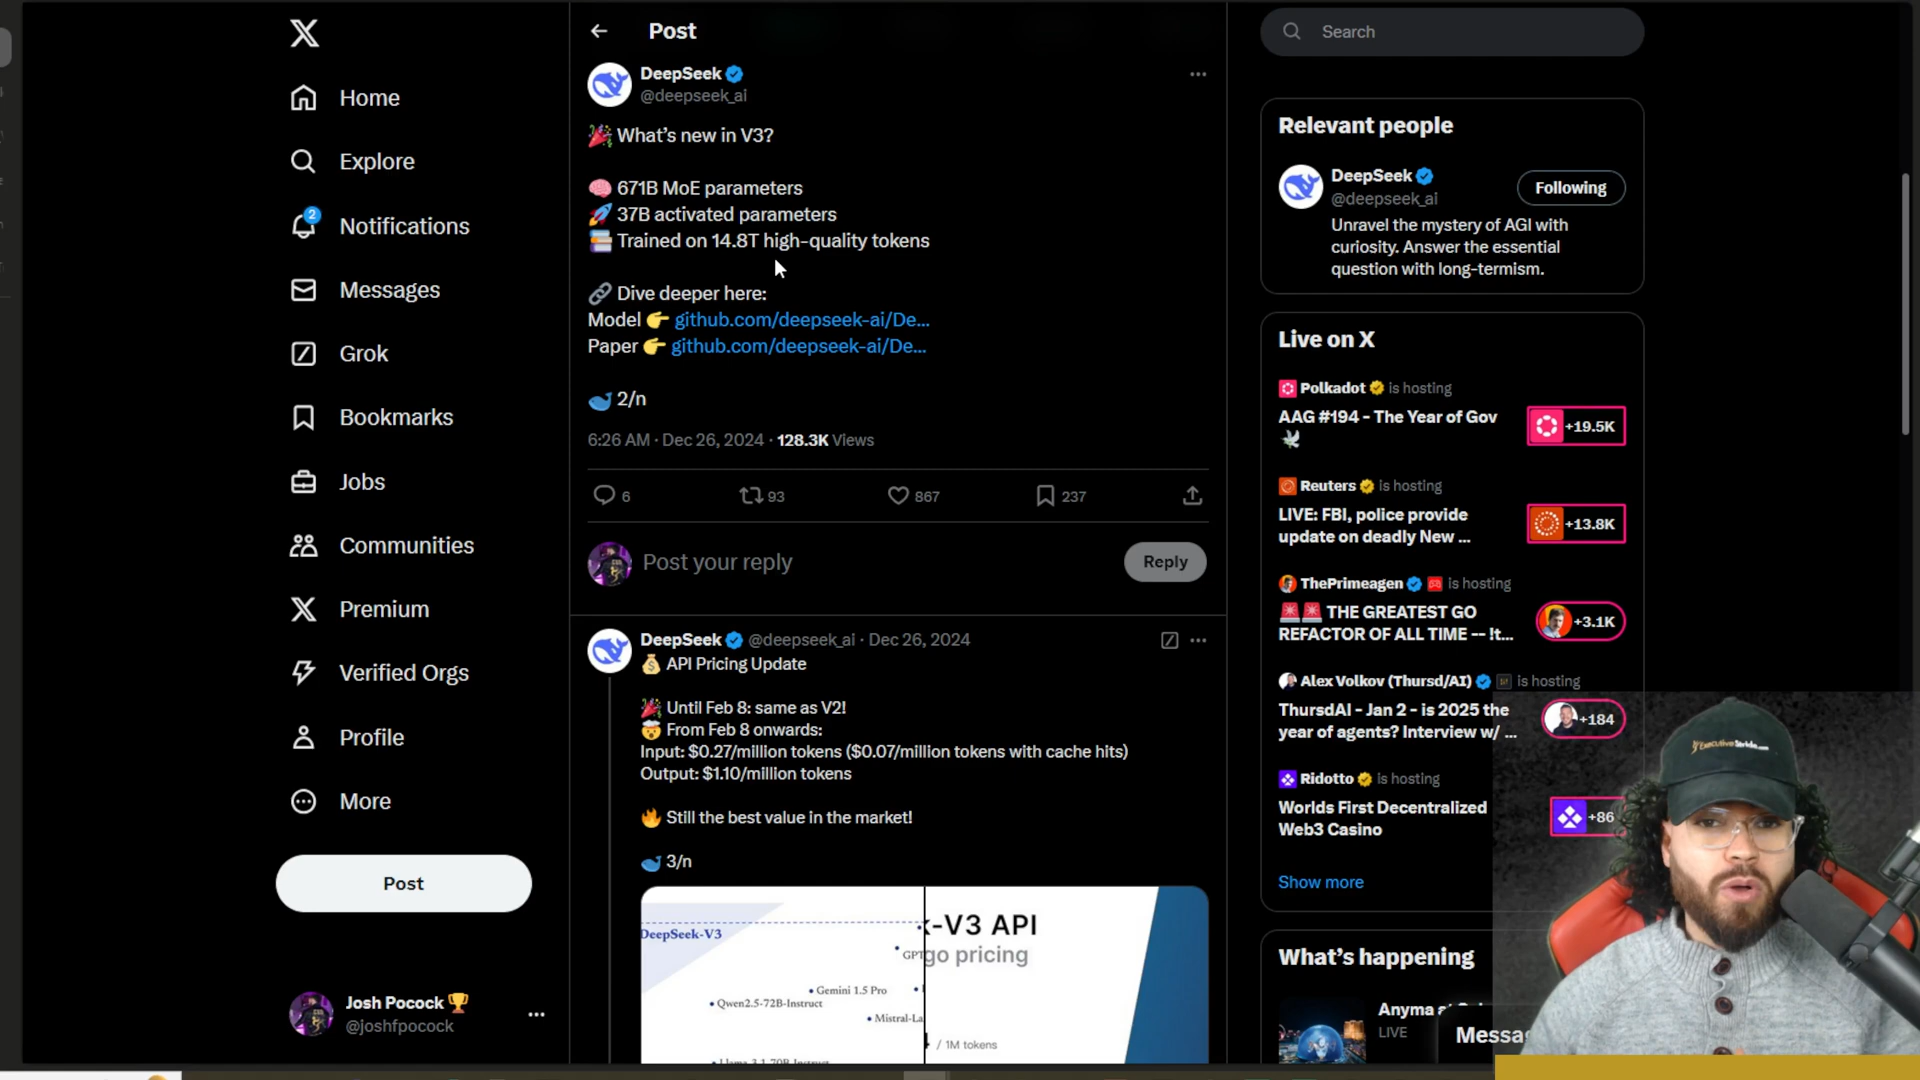 Home
Explore
2
Notifications
Messages
Grok
Bookmarks
Jobs
Communities
Premium
Verified Orgs
Profile
More
Post
Josh Pocock
@joshfpocock
Post
DeepSeek
@deepseek_ai
What's new in V3?
671B MoE parameters
37B activated parameters
Trained on 14.8T high-quality tokens
Dive deeper here:
Model github.com/deepseek-ai/De...
Paper github.com/deepseek-ai/De...
2/n
6:26 AM · Dec 26, 2024 · 128.3K Views
6 93 867 237
Post your reply
Reply
DeepSeek @deepseek_ai · Dec 26, 2024
API Pricing Update
Until Feb 8: same as V2!
From Feb 8 onwards:
Input: $0.27/million tokens ($0.07/million tokens with cache hits)
Output: $1.10/million tokens
Still the best value in the market!
3/n
DeepSeek-V3
GPT
Gemini 1.5 Pro
Qwen2.5-72B-Instruct
Mistral-La
-V3 API
go pricing
/ 1M tokens
Search
Relevant people
DeepSeek
@deepseek_ai
Following
Unravel the mystery of AGI with
curiosity. Answer the essential
question with long-termism.
Live on X
Polkadot is hosting
AAG #194 - The Year of Gov
+19.5K
Reuters is hosting
LIVE: FBI, police provide
update on deadly New ...
+13.8K
ThePrimeagen is hosting
THE GREATEST GO
REFACTOR OF ALL TIME -- It...
+3.1K
Alex Volkov (Thursd/AI) is hosting
ThursdAI - Jan 2 - is 2025 the
year of agents? Interview w/ ...
+184
Ridotto is hosting
Worlds First Decentralized
Web3 Casino
+86
Show more
What's happening
Anyma
LIVE
Messa